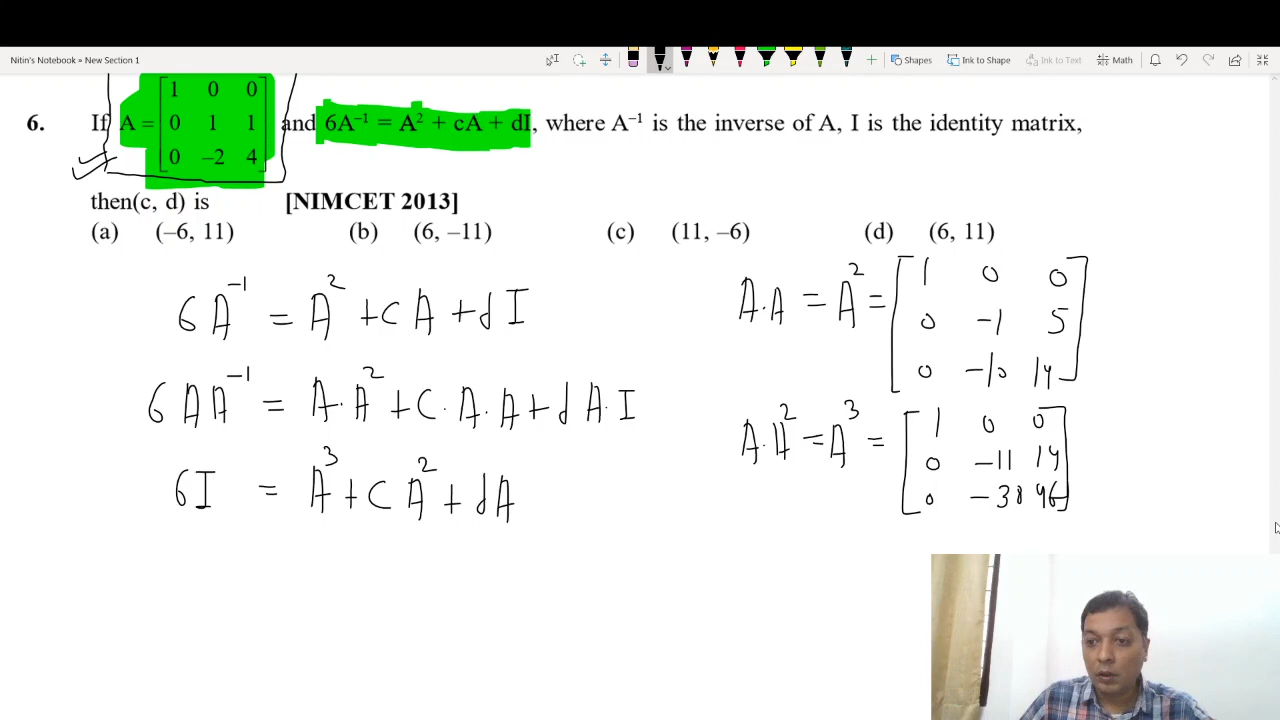 Nitin's Notebook » New Section 1
Shapes Ink to Shape Ink to Text Math
6. If A = [1 0 0
0 1 1
0 –2 4] and 6A⁻¹ = A² + cA + dI, where A⁻¹ is the inverse of A, I is the identity matrix,
then(c, d) is [NIMCET 2013]
(a) (–6, 11) (b) (6, –11) (c) (11, –6) (d) (6, 11)
6A⁻¹ = A² + cA + dI
6AA⁻¹ = A·A² + C·A·A + dA·I
6I = A³ + CA² + dA
A·A = A² = [1 0 0
0 -1 5
0 -10 14]
A·A² = A³ = [1 0 0
0 -11 19
0 -38 46]